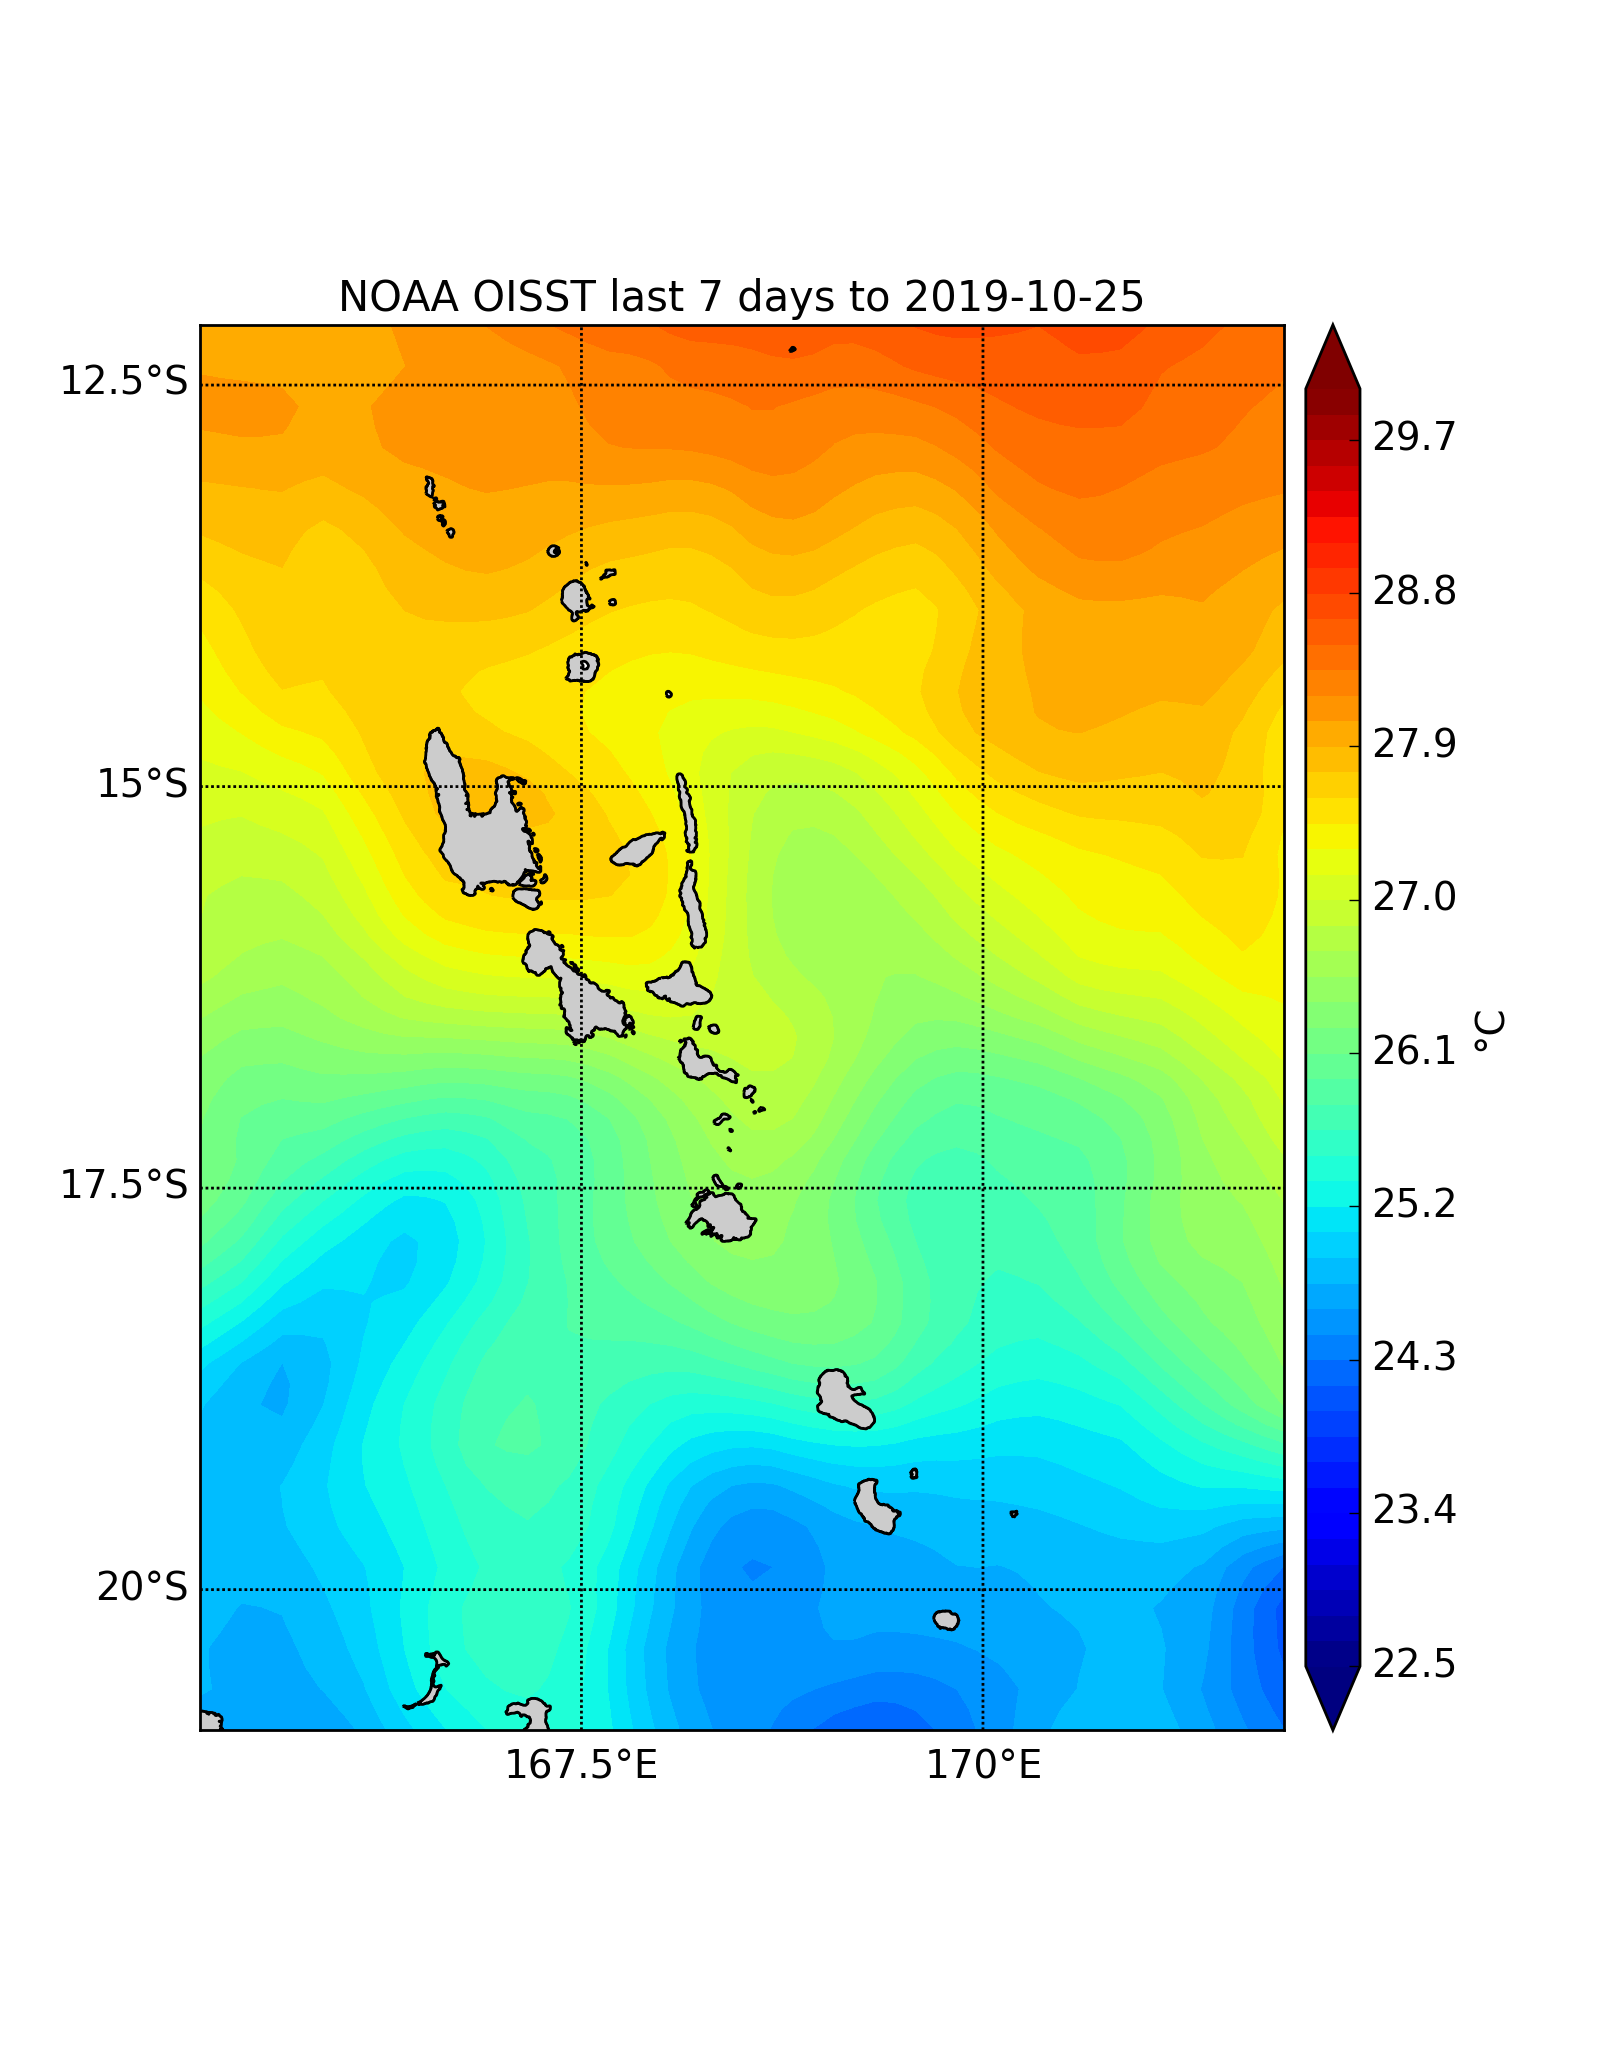 NOAA OISST last 7 days to 2019-10-25
12.5°S
15°S
17.5°S
20°S
167.5°E
170°E
29.7
28.8
27.9
27.0
26.1
25.2
24.3
23.4
22.5
°C